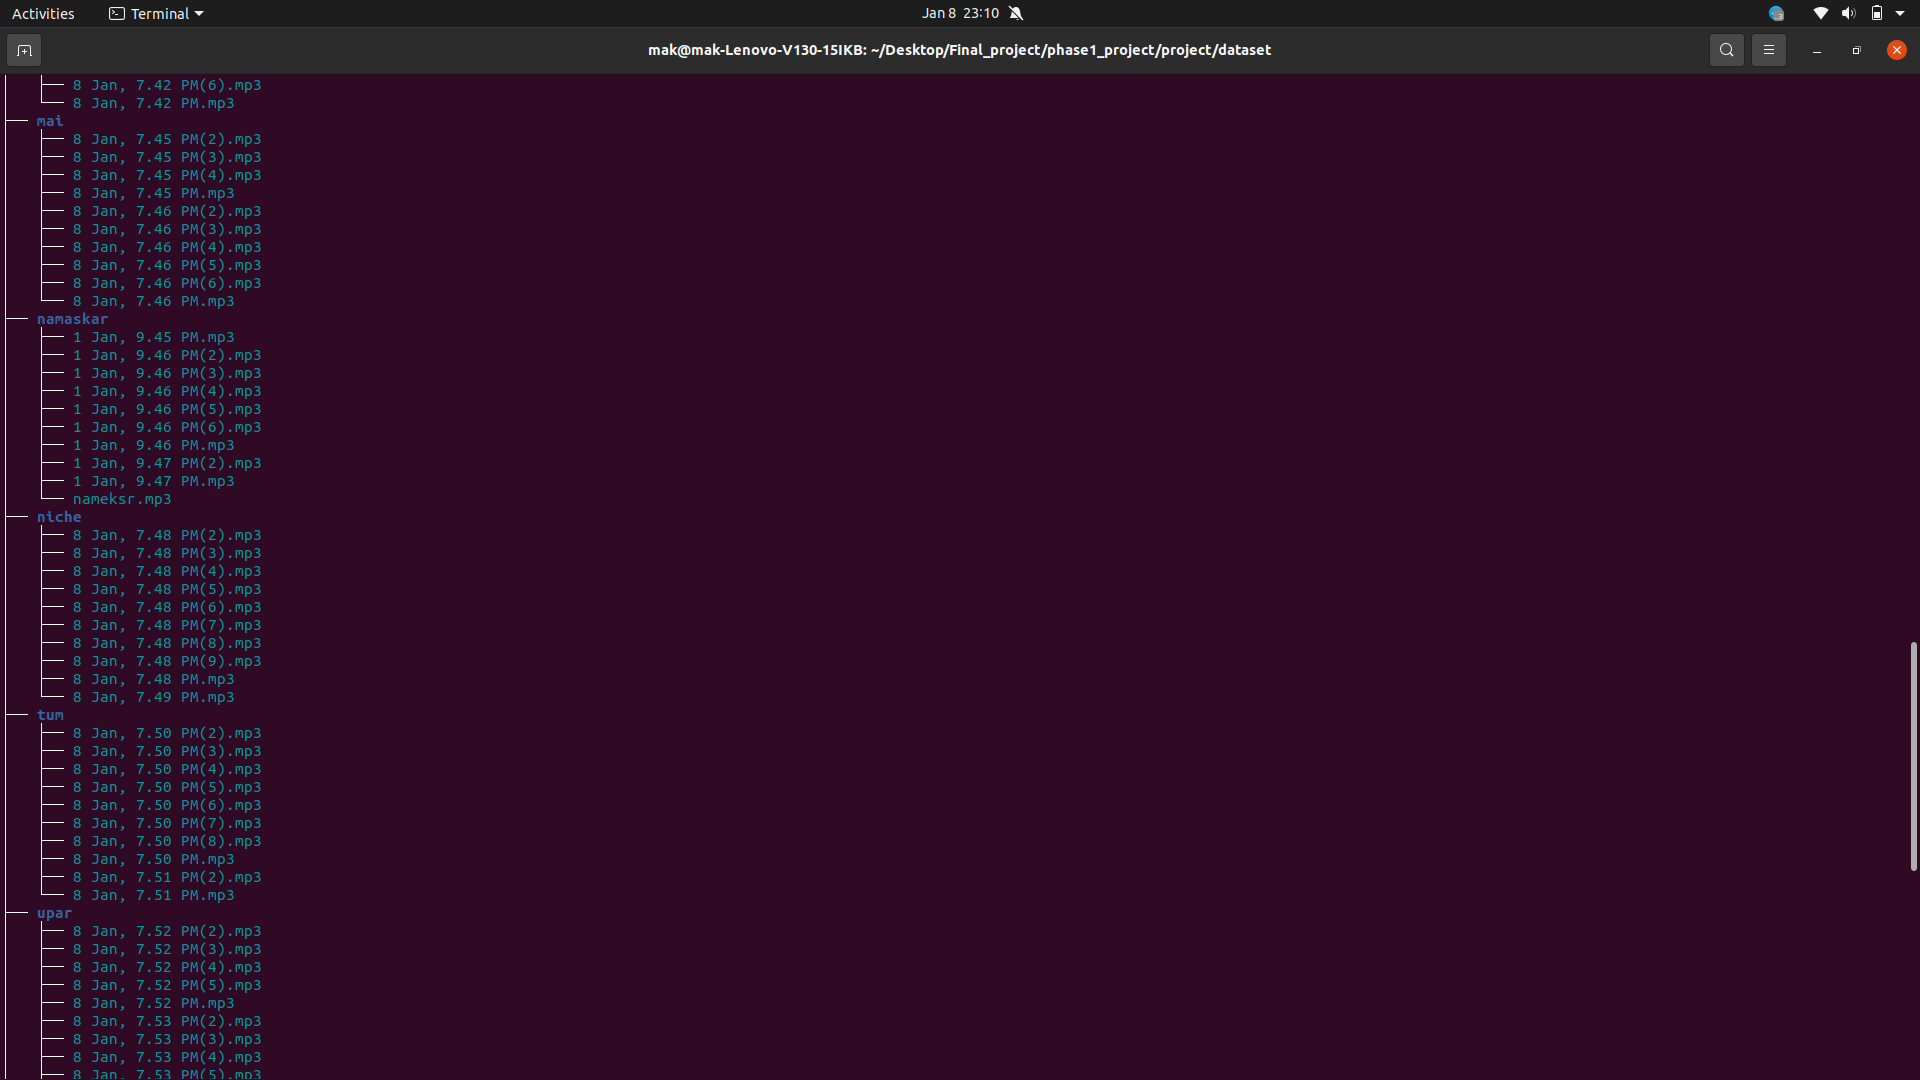 Activities
Terminal
Jan 8 23:10
mak@mak-Lenovo-V130-15IKB: ~/Desktop/Final_project/phase1_project/project/dataset
8 Jan, 7.42 PM(6).mp3
8 Jan, 7.42 PM.mp3
mai
8 Jan, 7.45 PM(2).mp3
8 Jan, 7.45 PM(3).mp3
8 Jan, 7.45 PM(4).mp3
8 Jan, 7.45 PM.mp3
8 Jan, 7.46 PM(2).mp3
8 Jan, 7.46 PM(3).mp3
8 Jan, 7.46 PM(4).mp3
8 Jan, 7.46 PM(5).mp3
8 Jan, 7.46 PM(6).mp3
8 Jan, 7.46 PM.mp3
namaskar
1 Jan, 9.45 PM.mp3
1 Jan, 9.46 PM(2).mp3
1 Jan, 9.46 PM(3).mp3
1 Jan, 9.46 PM(4).mp3
1 Jan, 9.46 PM(5).mp3
1 Jan, 9.46 PM(6).mp3
1 Jan, 9.46 PM.mp3
1 Jan, 9.47 PM(2).mp3
1 Jan, 9.47 PM.mp3
nameksr.mp3
niche
8 Jan, 7.48 PM(2).mp3
8 Jan, 7.48 PM(3).mp3
8 Jan, 7.48 PM(4).mp3
8 Jan, 7.48 PM(5).mp3
8 Jan, 7.48 PM(6).mp3
8 Jan, 7.48 PM(7).mp3
8 Jan, 7.48 PM(8).mp3
8 Jan, 7.48 PM(9).mp3
8 Jan, 7.48 PM.mp3
8 Jan, 7.49 PM.mp3
tum
8 Jan, 7.50 PM(2).mp3
8 Jan, 7.50 PM(3).mp3
8 Jan, 7.50 PM(4).mp3
8 Jan, 7.50 PM(5).mp3
8 Jan, 7.50 PM(6).mp3
8 Jan, 7.50 PM(7).mp3
8 Jan, 7.50 PM(8).mp3
8 Jan, 7.50 PM.mp3
8 Jan, 7.51 PM(2).mp3
8 Jan, 7.51 PM.mp3
upar
8 Jan, 7.52 PM(2).mp3
8 Jan, 7.52 PM(3).mp3
8 Jan, 7.52 PM(4).mp3
8 Jan, 7.52 PM(5).mp3
8 Jan, 7.52 PM.mp3
8 Jan, 7.53 PM(2).mp3
8 Jan, 7.53 PM(3).mp3
8 Jan, 7.53 PM(4).mp3
8 Jan, 7.53 PM(5).mp3